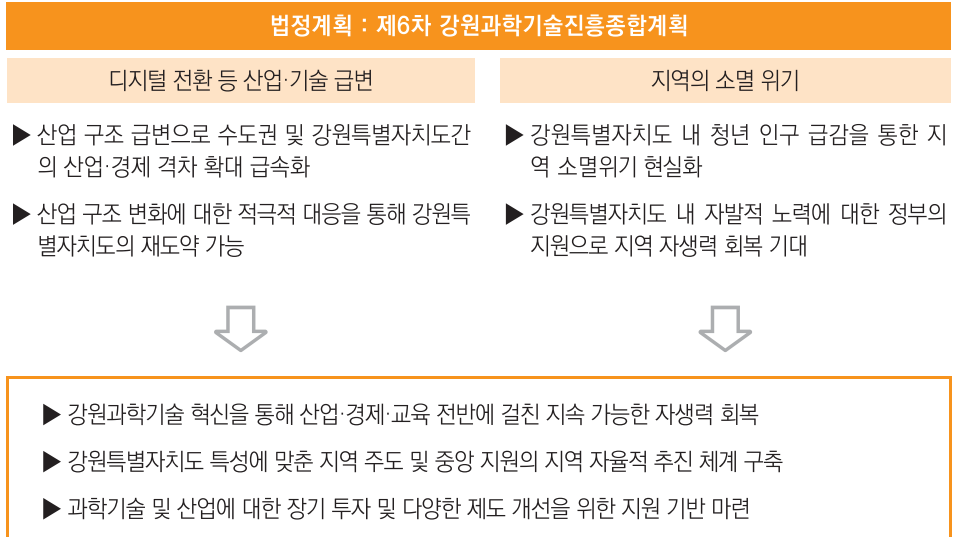 법정계획 : 제6차 강원과학기술진흥종합계획
디지털 전환 등 산업·기술 급변
▶ 산업 구조 급변으로 수도권 및 강원특별자치도간
의 산업·경제 격차 확대 급속화
▶ 산업 구조 변화에 대한 적극적 대응을 통해 강원특
별자치도의 재도약 가능
지역의 소멸 위기
▶ 강원특별자치도 내 청년 인구 급감을 통한 지
역 소멸위기 현실화
▶ 강원특별자치도 내 자발적 노력에 대한 정부의
지원으로 지역 자생력 회복 기대
▶ 강원과학기술 혁신을 통해 산업·경제·교육 전반에 걸친 지속 가능한 자생력 회복
▶ 강원특별자치도 특성에 맞춘 지역 주도 및 중앙 지원의 지역 자율적 추진 체계 구축
▶ 과학기술 및 산업에 대한 장기 투자 및 다양한 제도 개선을 위한 지원 기반 마련